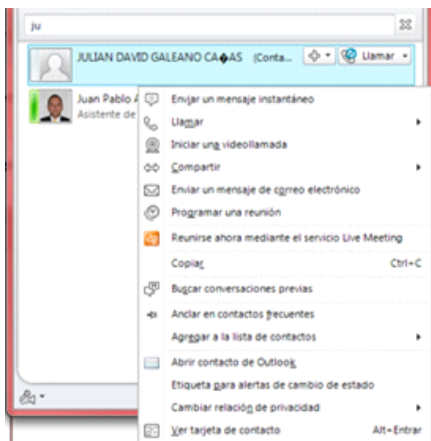 ju
JULIAN DAVID GALEANO CA�AS (Conta... Llamar
Juan Pablo A
Asistente de
Enviar un mensaje instantáneo
Llamar
Iniciar una videollamada
Compartir
Enviar un mensaje de correo electrónico
Programar una reunión
Reunirse ahora mediante el servicio Live Meeting
Copiar Ctrl+C
Buscar conversaciones previas
Anclar en contactos frecuentes
Agregar a la lista de contactos
Abrir contacto de Outlook
Etiqueta para alertas de cambio de estado
Cambiar relación de privacidad
Ver tarjeta de contacto Alt+Entrar